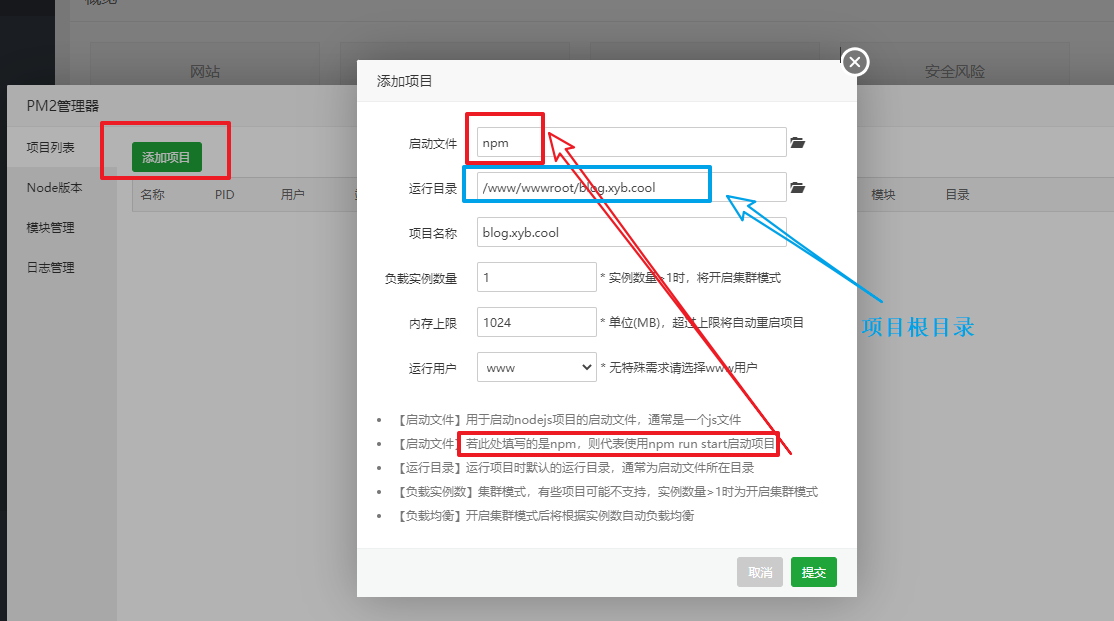 概览
网站
安全风险
PM2管理器
添加项目
项目列表
添加项目
Node版本
模块管理
日志管理
名称
PID
用户
模块
目录
启动文件
npm
运行目录
/www/wwwroot/blog.xyb.cool
项目名称
blog.xyb.cool
负载实例数量
1
* 实例数量>1时，将开启集群模式
内存上限
1024
* 单位(MB)，超过上限将自动重启项目
运行用户
www
* 无特殊需求请选择www用户
项目根目录
【启动文件】用于启动nodejs项目的启动文件，通常是一个js文件
【启动文件】若此处填写的是npm，则代表使用npm run start启动项目
【运行目录】运行项目时默认的运行目录，通常为启动文件所在目录
【负载实例数】集群模式，有些项目可能不支持，实例数量>1时为开启集群模式
【负载均衡】开启集群模式后将根据实例数自动负载均衡
取消
提交